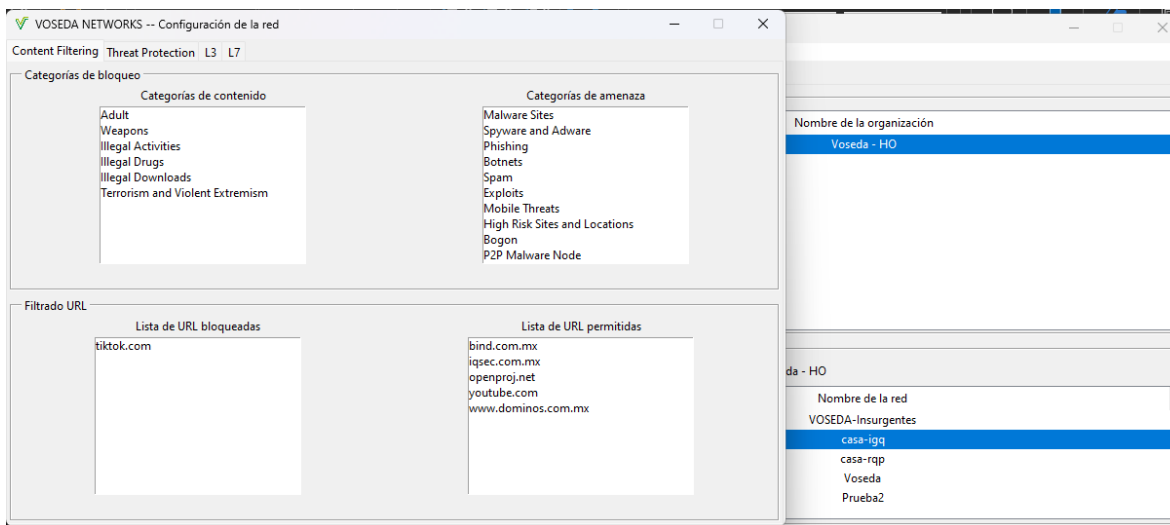 VOSEDA NETWORKS -- Configuración de la red
Content Filtering Threat Protection L3 L7
Categorías de bloqueo
Categorías de contenido
Adult
Weapons
Illegal Activities
Illegal Drugs
Illegal Downloads
Terrorism and Violent Extremism
Categorías de amenaza
Malware Sites
Spyware and Adware
Phishing
Botnets
Spam
Exploits
Mobile Threats
High Risk Sites and Locations
Bogon
P2P Malware Node
Filtrado URL
Lista de URL bloqueadas
tiktok.com
Lista de URL permitidas
bind.com.mx
iqsec.com.mx
openproj.net
youtube.com
www.dominos.com.mx
Nombre de la organización
Voseda - HO
da - HO
Nombre de la red
VOSEDA-Insurgentes
casa-igq
casa-rqp
Voseda
Prueba2